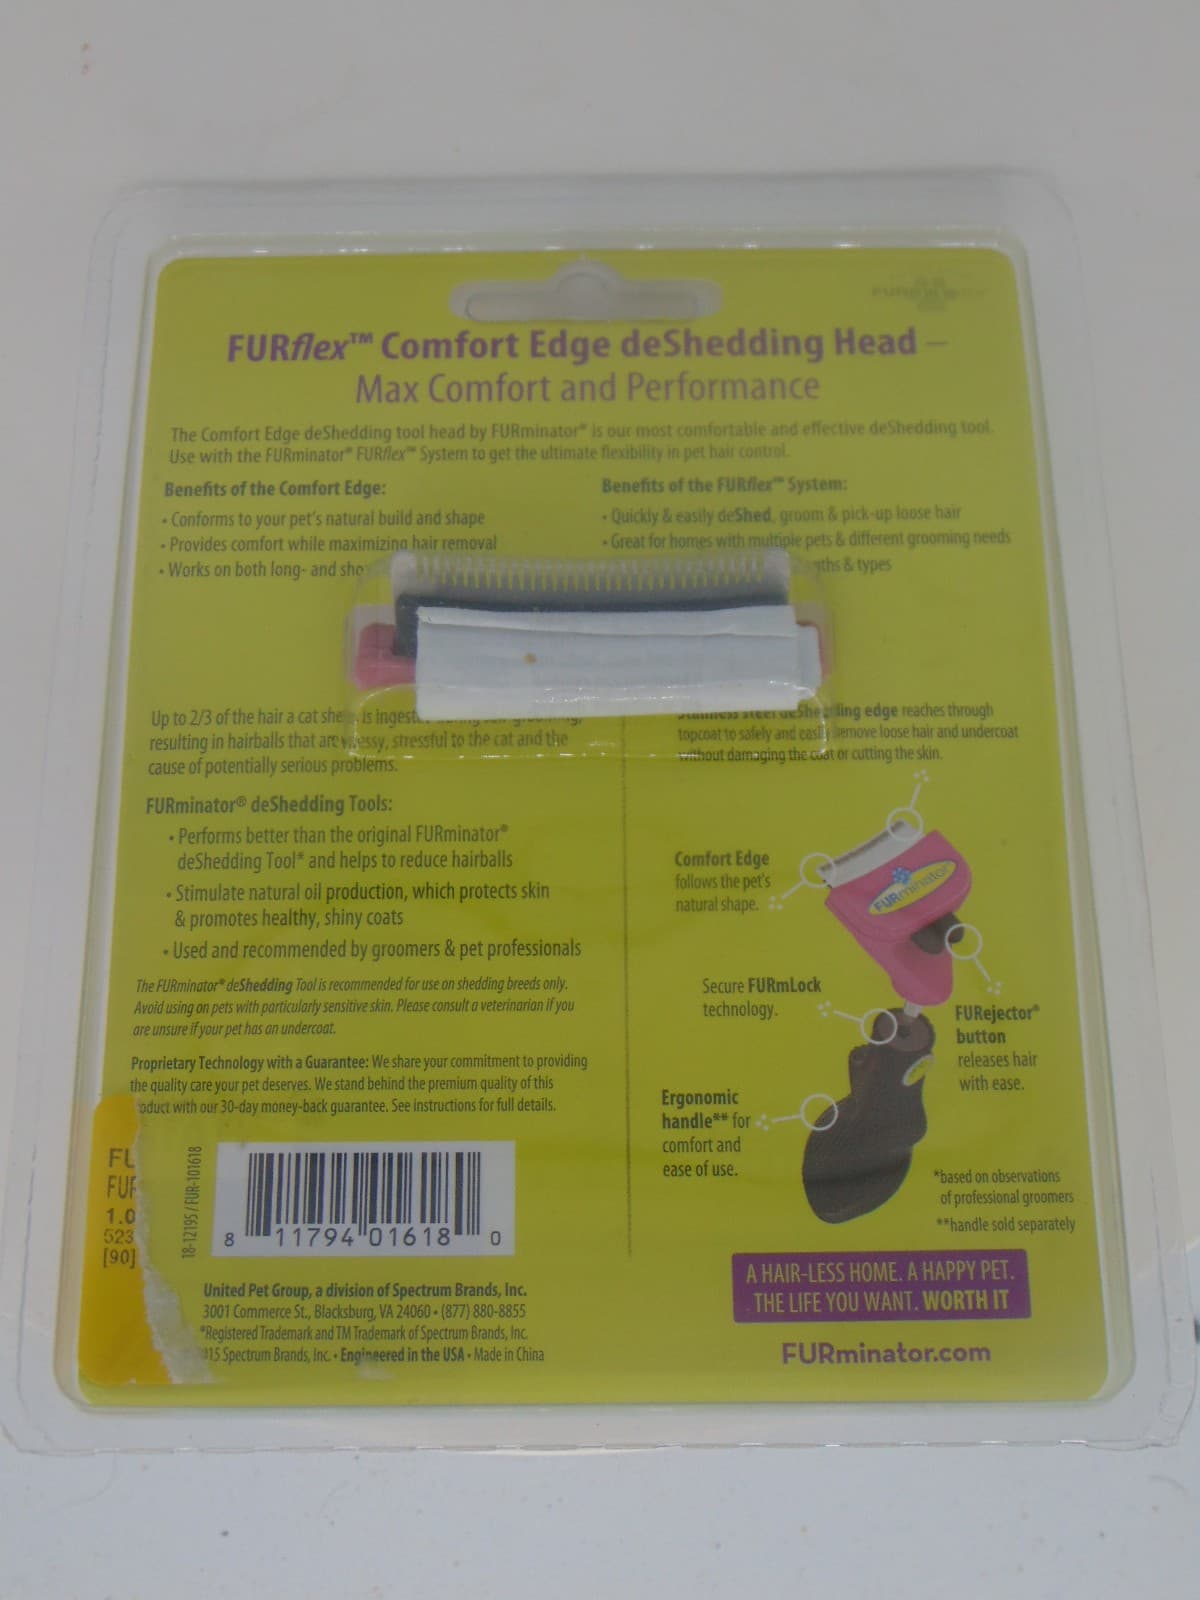 FURminator
FURflex™ Comfort Edge deShedding Head –
Max Comfort and Performance
The Comfort Edge deShedding tool head by FURminator® is our most comfortable and effective deShedding tool.
Use with the FURminator® FURflex™ System to get the ultimate flexibility in pet hair control.
Benefits of the Comfort Edge:
• Conforms to your pet's natural build and shape
• Provides comfort while maximizing hair removal
• Works on both long- and sho
Benefits of the FURflex™ System:
• Quickly & easily deShed, groom & pick-up loose hair
• Great for homes with multiple pets & different grooming needs
& types
Up to 2/3 of the hair a cat is
resulting in hairballs that are messy, stressful to the cat and the
cause of potentially serious problems.
FURminator® deShedding Tools:
• Performs better than the original FURminator®
deShedding Tool* and helps to reduce hairballs
• Stimulate natural oil production, which protects skin
& promotes healthy, shiny coats
• Used and recommended by groomers & pet professionals
The FURminator® deShedding Tool is recommended for use on shedding breeds only.
Avoid using on pets with particularly sensitive skin. Please consult a veterinarian if you
are unsure if your pet has an undercoat.
Proprietary Technology with a Guarantee: We share your commitment to providing
the quality care your pet deserves. We stand behind the premium quality of this
oduct with our 30-day money-back guarantee. See instructions for full details.
Stainless steel deShedding edge reaches through
topcoat to safely and easily remove loose hair and undercoat
without damaging the coat or cutting the skin.
Comfort Edge
follows the pet's
natural shape.
FURminator
Secure FURmLock
technology.
FURejector®
button
releases hair
with ease.
Ergonomic
handle** for
comfort and
ease of use.
*based on observations
of professional groomers
**handle sold separately
FU
FUR
1.0
523
[90]
18-12195 / FUR-101618
8 11794 01618 0
United Pet Group, a division of Spectrum Brands, Inc.
3001 Commerce St., Blacksburg, VA 24060 • (877) 880-8855
®Registered Trademark and TM Trademark of Spectrum Brands, Inc.
15 Spectrum Brands, Inc. • Engineered in the USA • Made in China
A HAIR-LESS HOME. A HAPPY PET.
THE LIFE YOU WANT. WORTH IT
FURminator.com